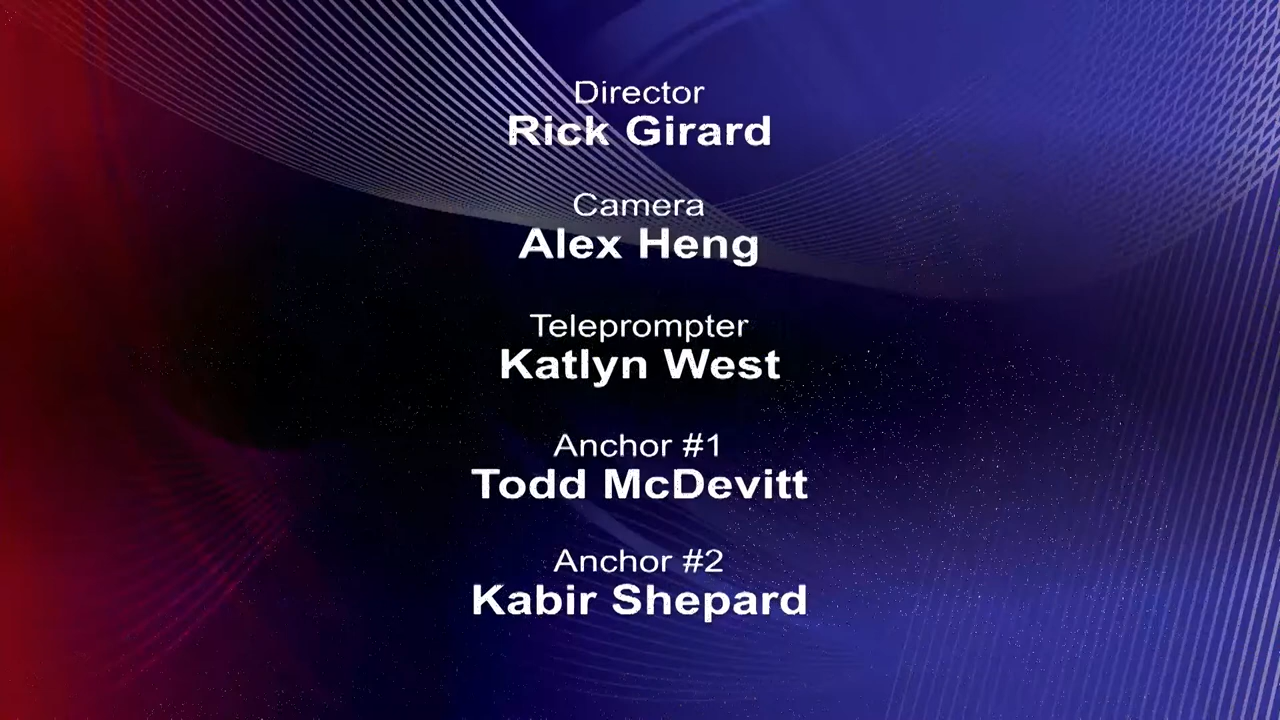 Director
Rick Girard
Camera
Alex Heng
Teleprompter
Katlyn West
Anchor #1
Todd McDevitt
Anchor #2
Kabir Shepard